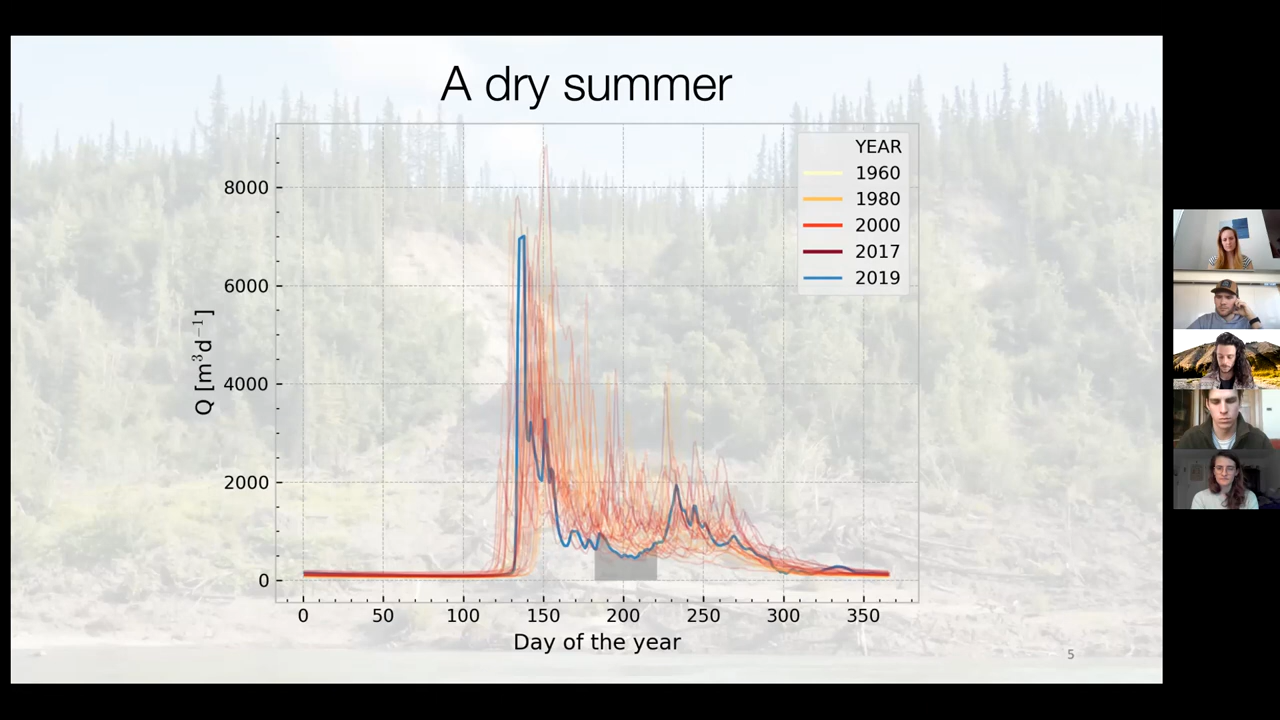 A dry summer
YEAR
1960
1980
2000
2017
2019
8000
6000
4000
2000
0
Q [m³d⁻¹]
0 50 100 150 200 250 300 350
Day of the year
5